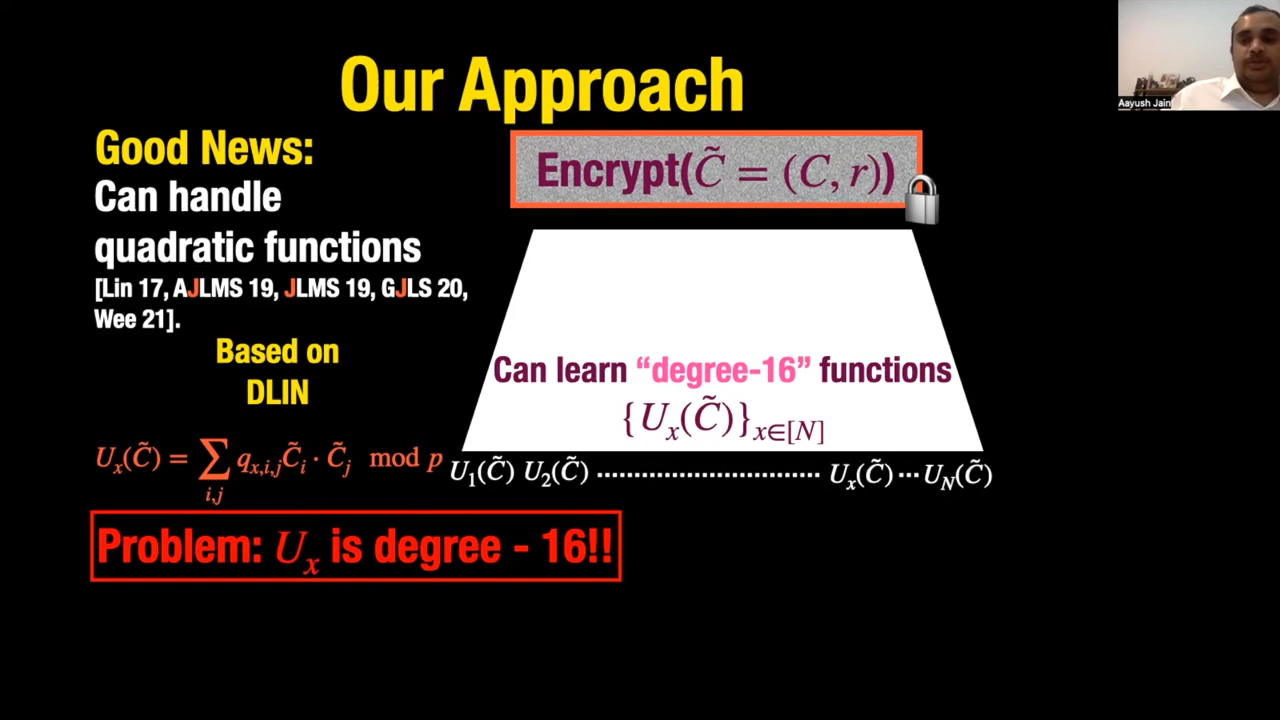 Our Approach
Good News:
Can handle
quadratic functions
[Lin 17, AJLMS 19, JLMS 19, GJLS 20,
Wee 21].
Based on
DLIN
U_x(C̃) = ∑_{i,j} q_{x,i,j} C̃_i · C̃_j mod p
Problem: U_x is degree - 16!!
Encrypt(C̃ = (C, r))
Can learn “degree-16” functions
{U_x(C̃)}_{x∈[N]}
U_1(C̃) U_2(C̃) ........................ U_x(C̃) ··· U_N(C̃)
Aayush Jain